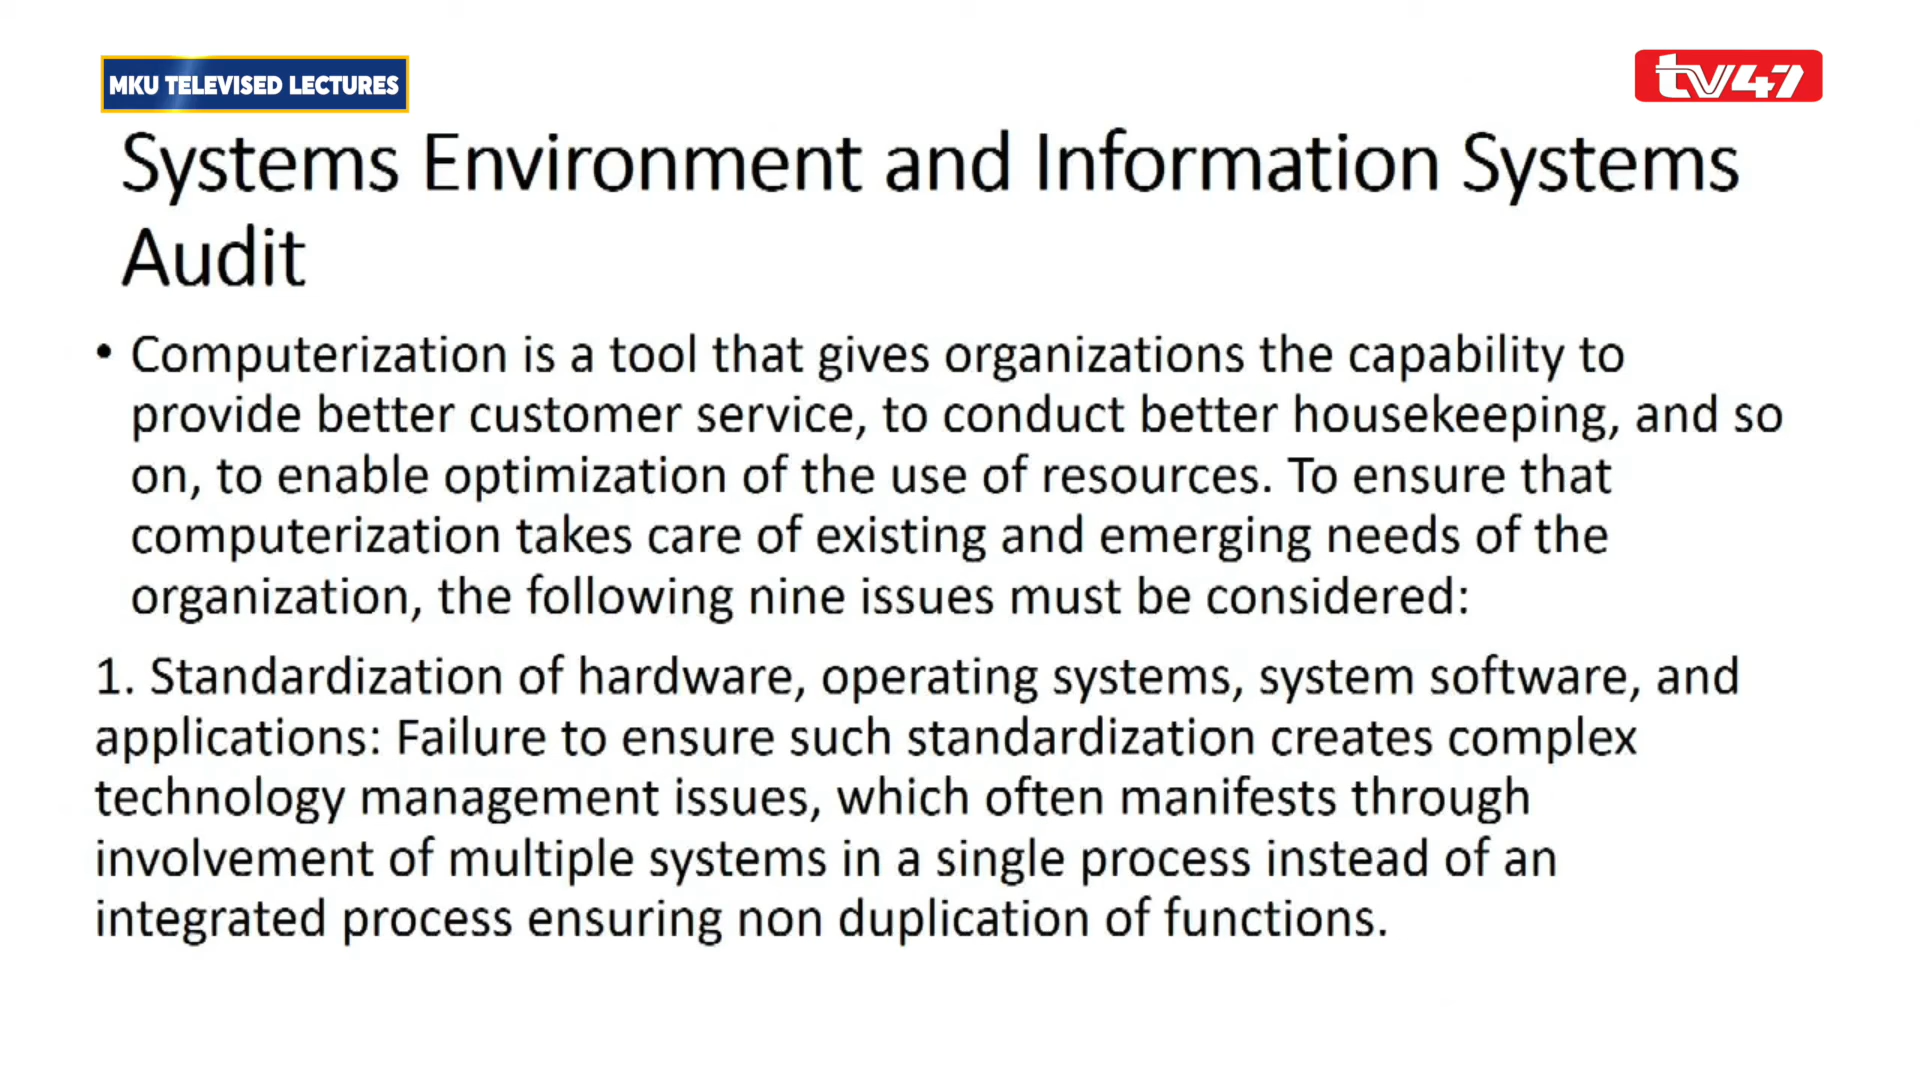 MKU TELEVISED LECTURES
tv47
Systems Environment and Information Systems
Audit
• Computerization is a tool that gives organizations the capability to
provide better customer service, to conduct better housekeeping, and so
on, to enable optimization of the use of resources. To ensure that
computerization takes care of existing and emerging needs of the
organization, the following nine issues must be considered:
1. Standardization of hardware, operating systems, system software, and
applications: Failure to ensure such standardization creates complex
technology management issues, which often manifests through
involvement of multiple systems in a single process instead of an
integrated process ensuring non duplication of functions.